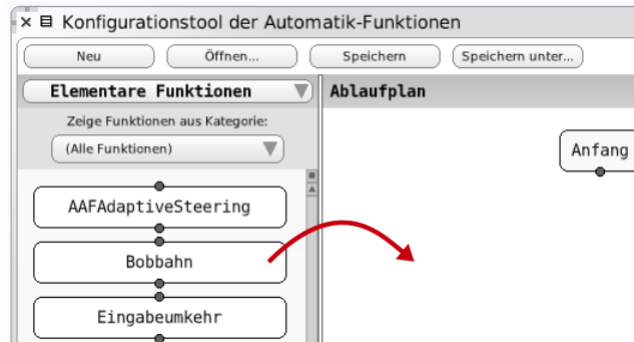 Konfigurationstool der Automatik-Funktionen
Neu Öffnen... Speichern Speichern unter...
Elementare Funktionen Ablaufplan
Zeige Funktionen aus Kategorie:
(Alle Funktionen)
Anfang
AAFAdaptiveSteering
Bobbahn
Eingabeumkehr